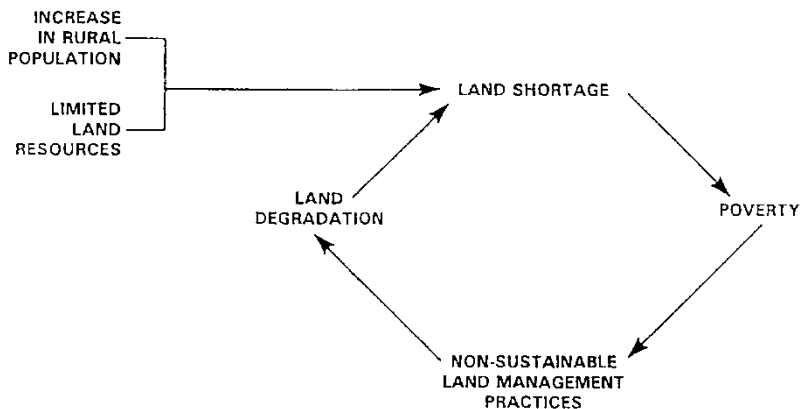 INCREASE
IN RURAL
POPULATION
LIMITED
LAND
RESOURCES
LAND SHORTAGE
LAND
DEGRADATION
POVERTY
NON-SUSTAINABLE
LAND MANAGEMENT
PRACTICES